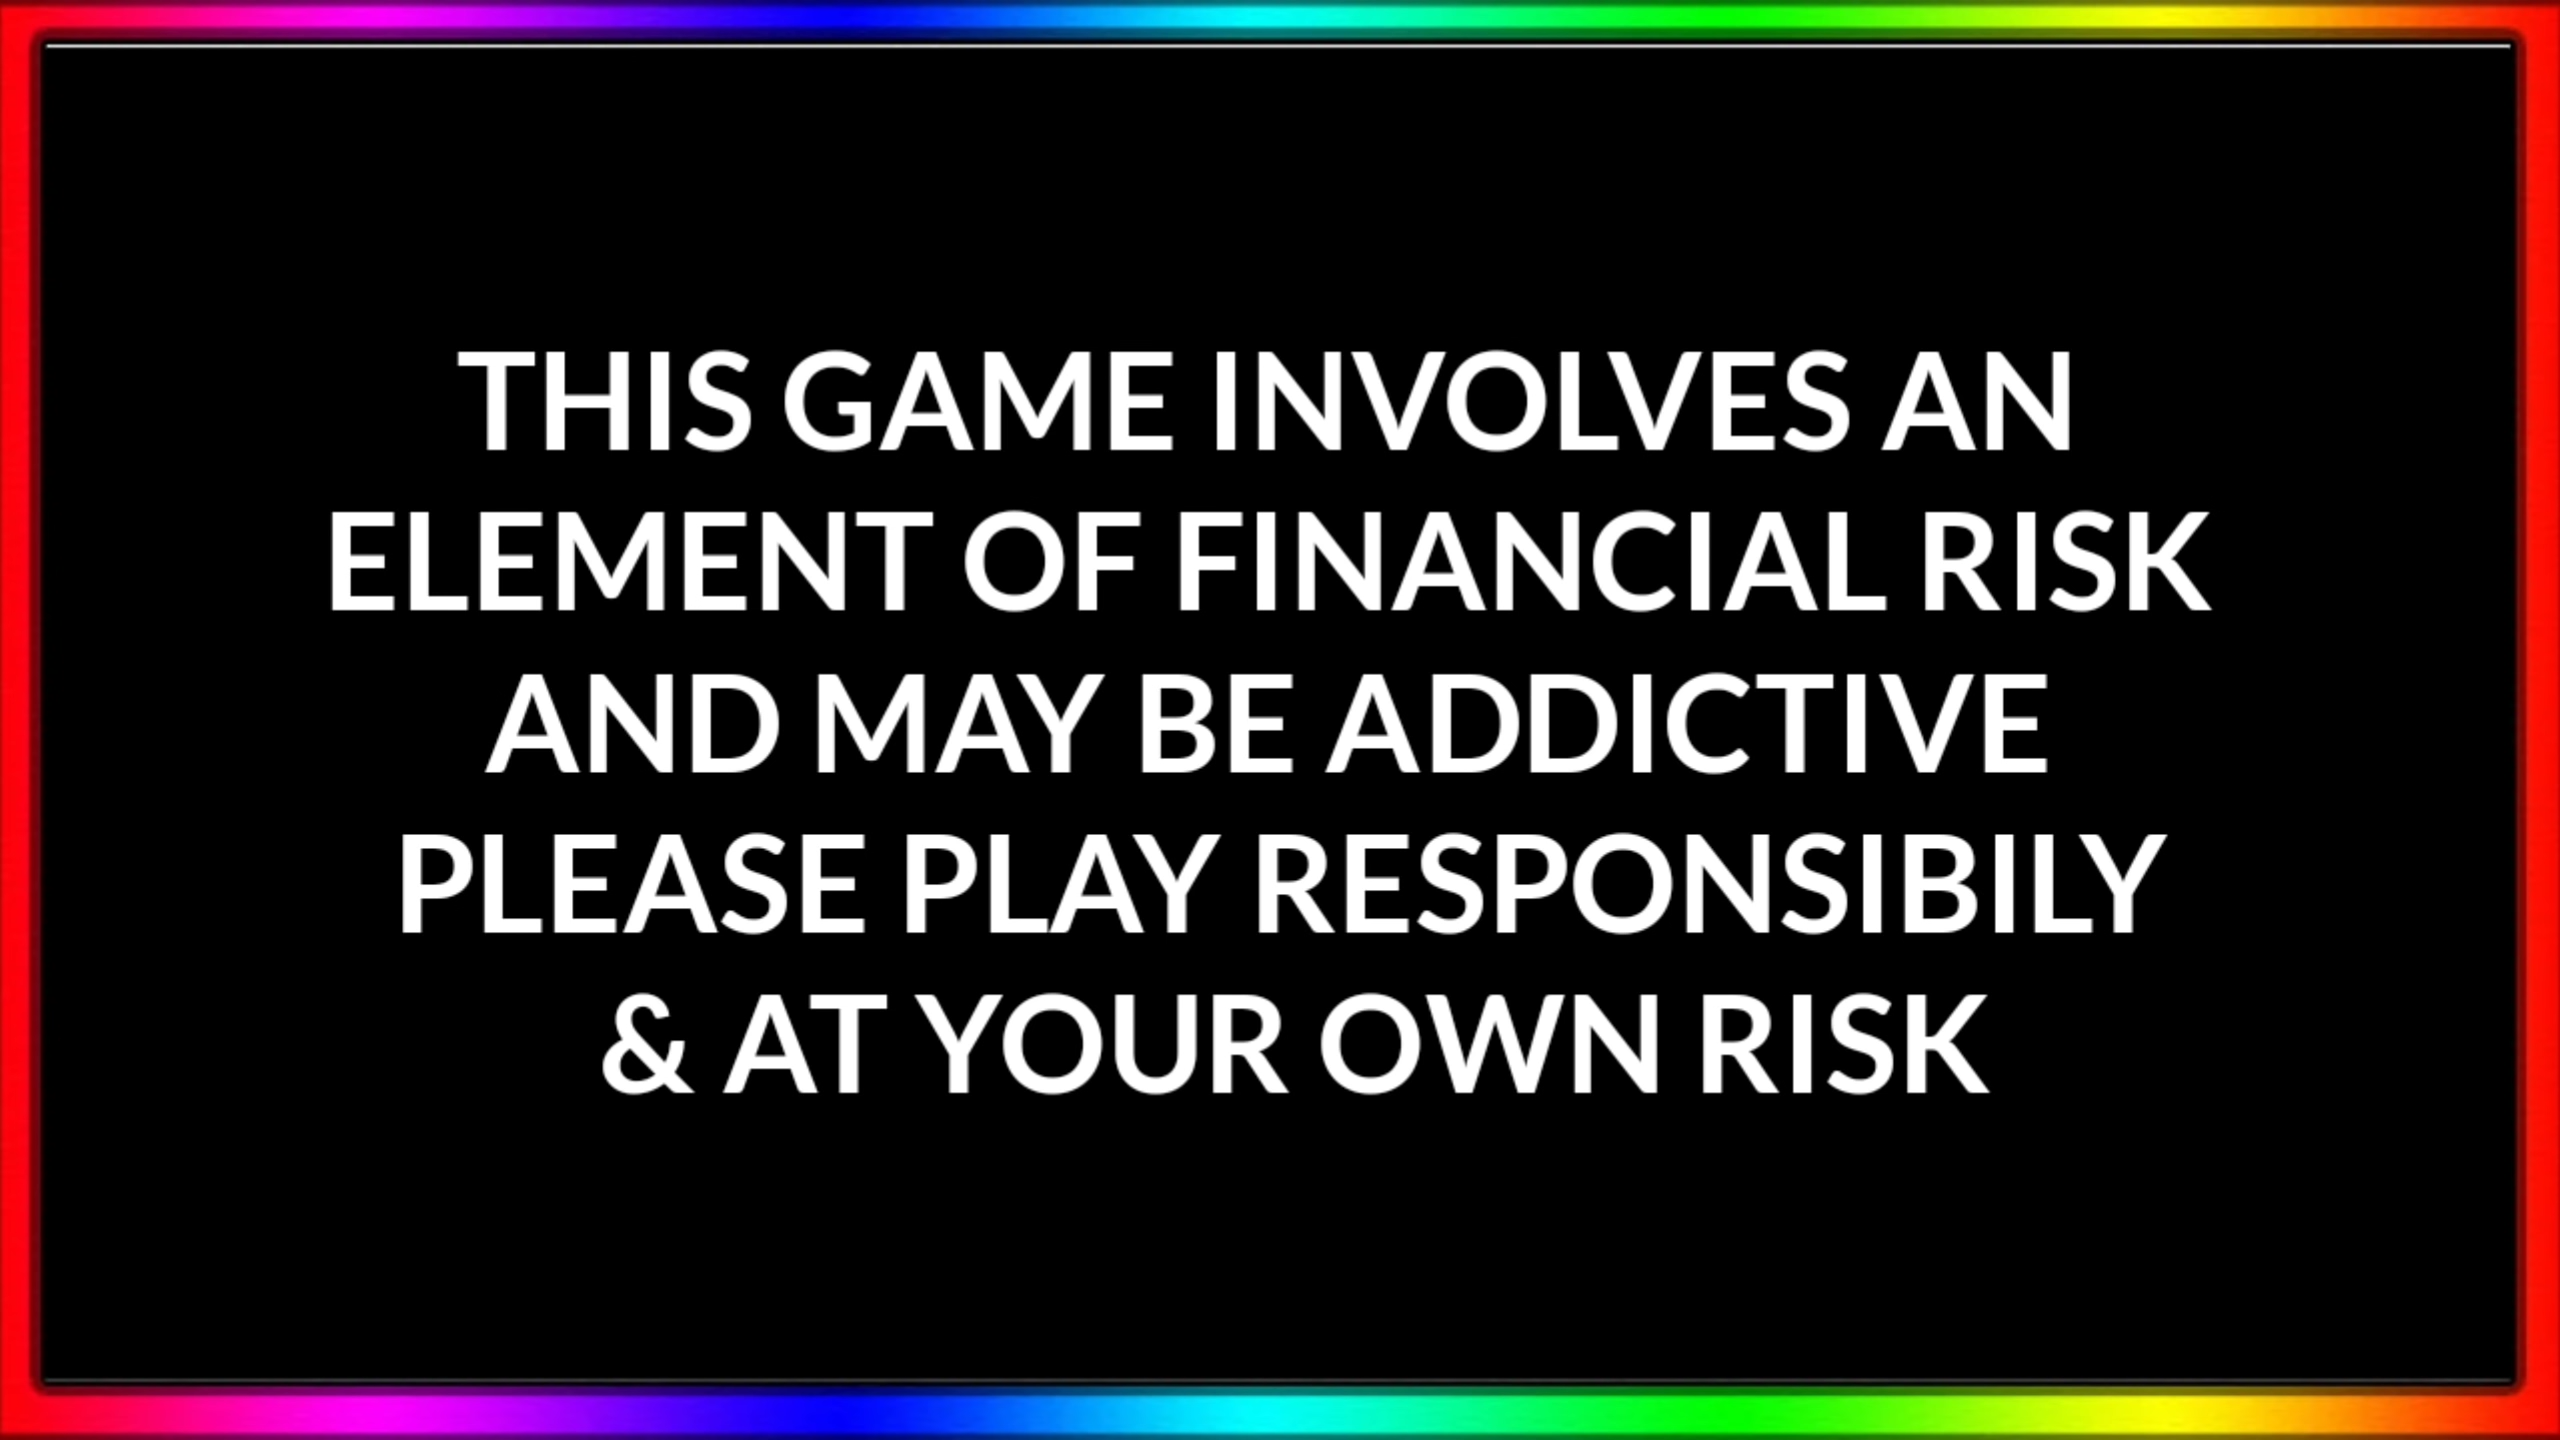 THIS GAME INVOLVES AN
ELEMENT OF FINANCIAL RISK
AND MAY BE ADDICTIVE
PLEASE PLAY RESPONSIBILY
& AT YOUR OWN RISK